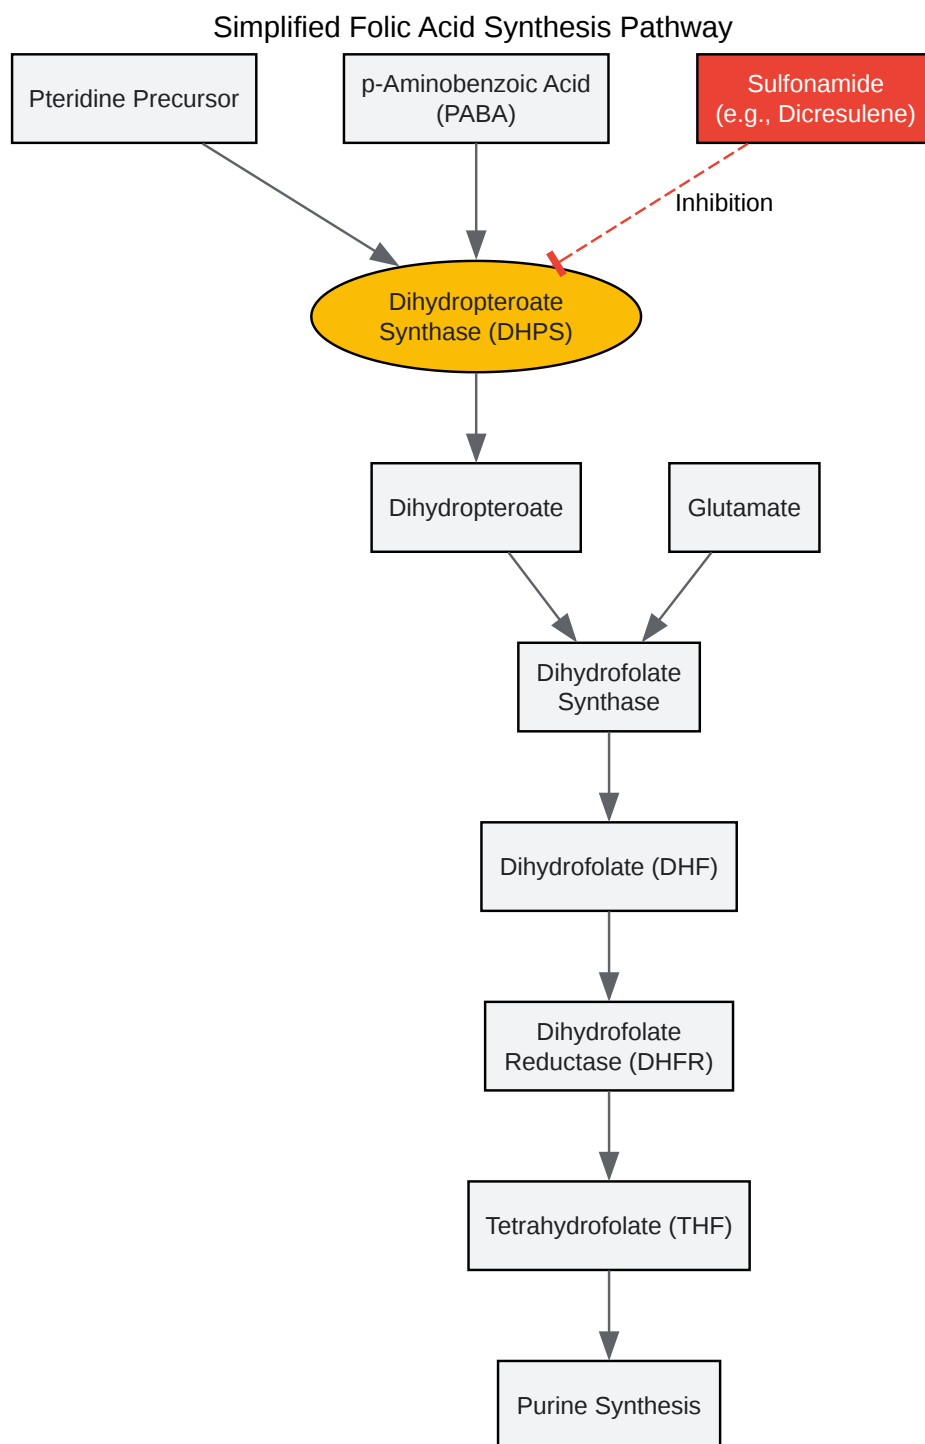 Simplified Folic Acid Synthesis Pathway
Pteridine Precursor
p-Aminobenzoic Acid
(PABA)
Sulfonamide
(e.g., Dicresulene)
Inhibition
Dihydropteroate
Synthase (DHPS)
Dihydropteroate
Glutamate
Dihydrofolate
Synthase
Dihydrofolate (DHF)
Dihydrofolate
Reductase (DHFR)
Tetrahydrofolate (THF)
Purine Synthesis